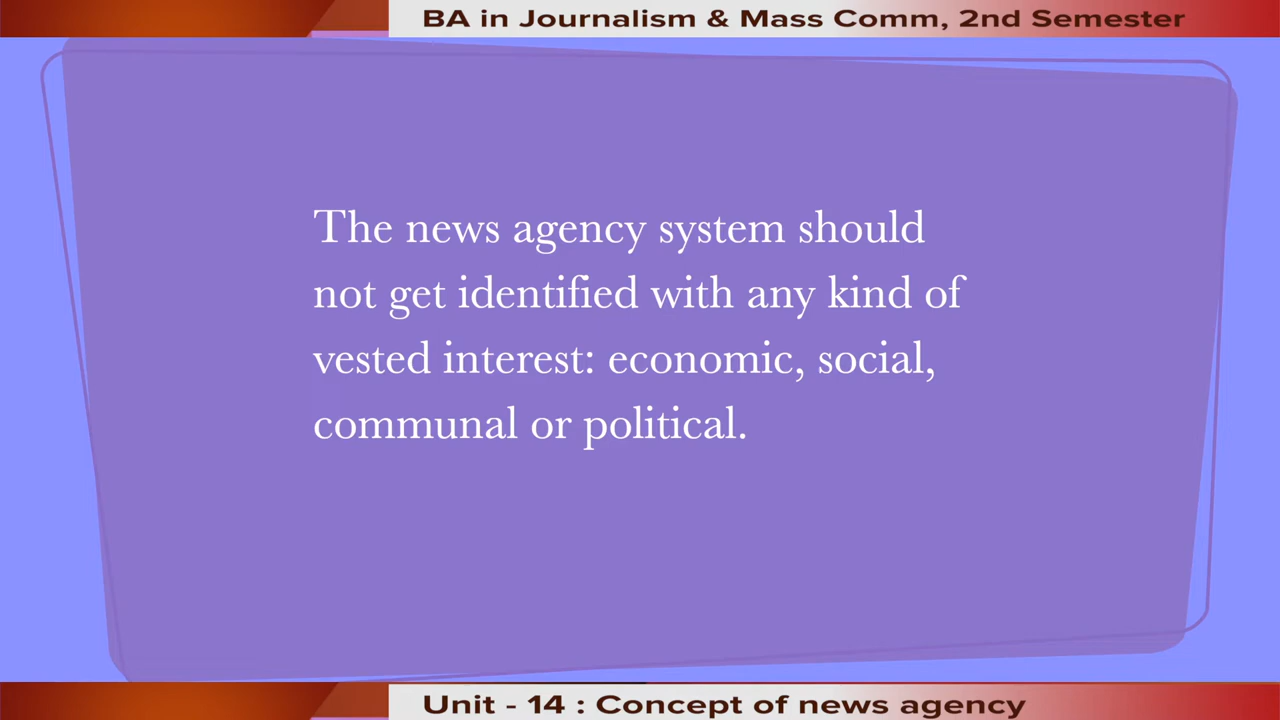 BA in Journalism & Mass Comm, 2nd Semester
The news agency system should
not get identified with any kind of
vested interest: economic, social,
communal or political.
Unit - 14 : Concept of news agency